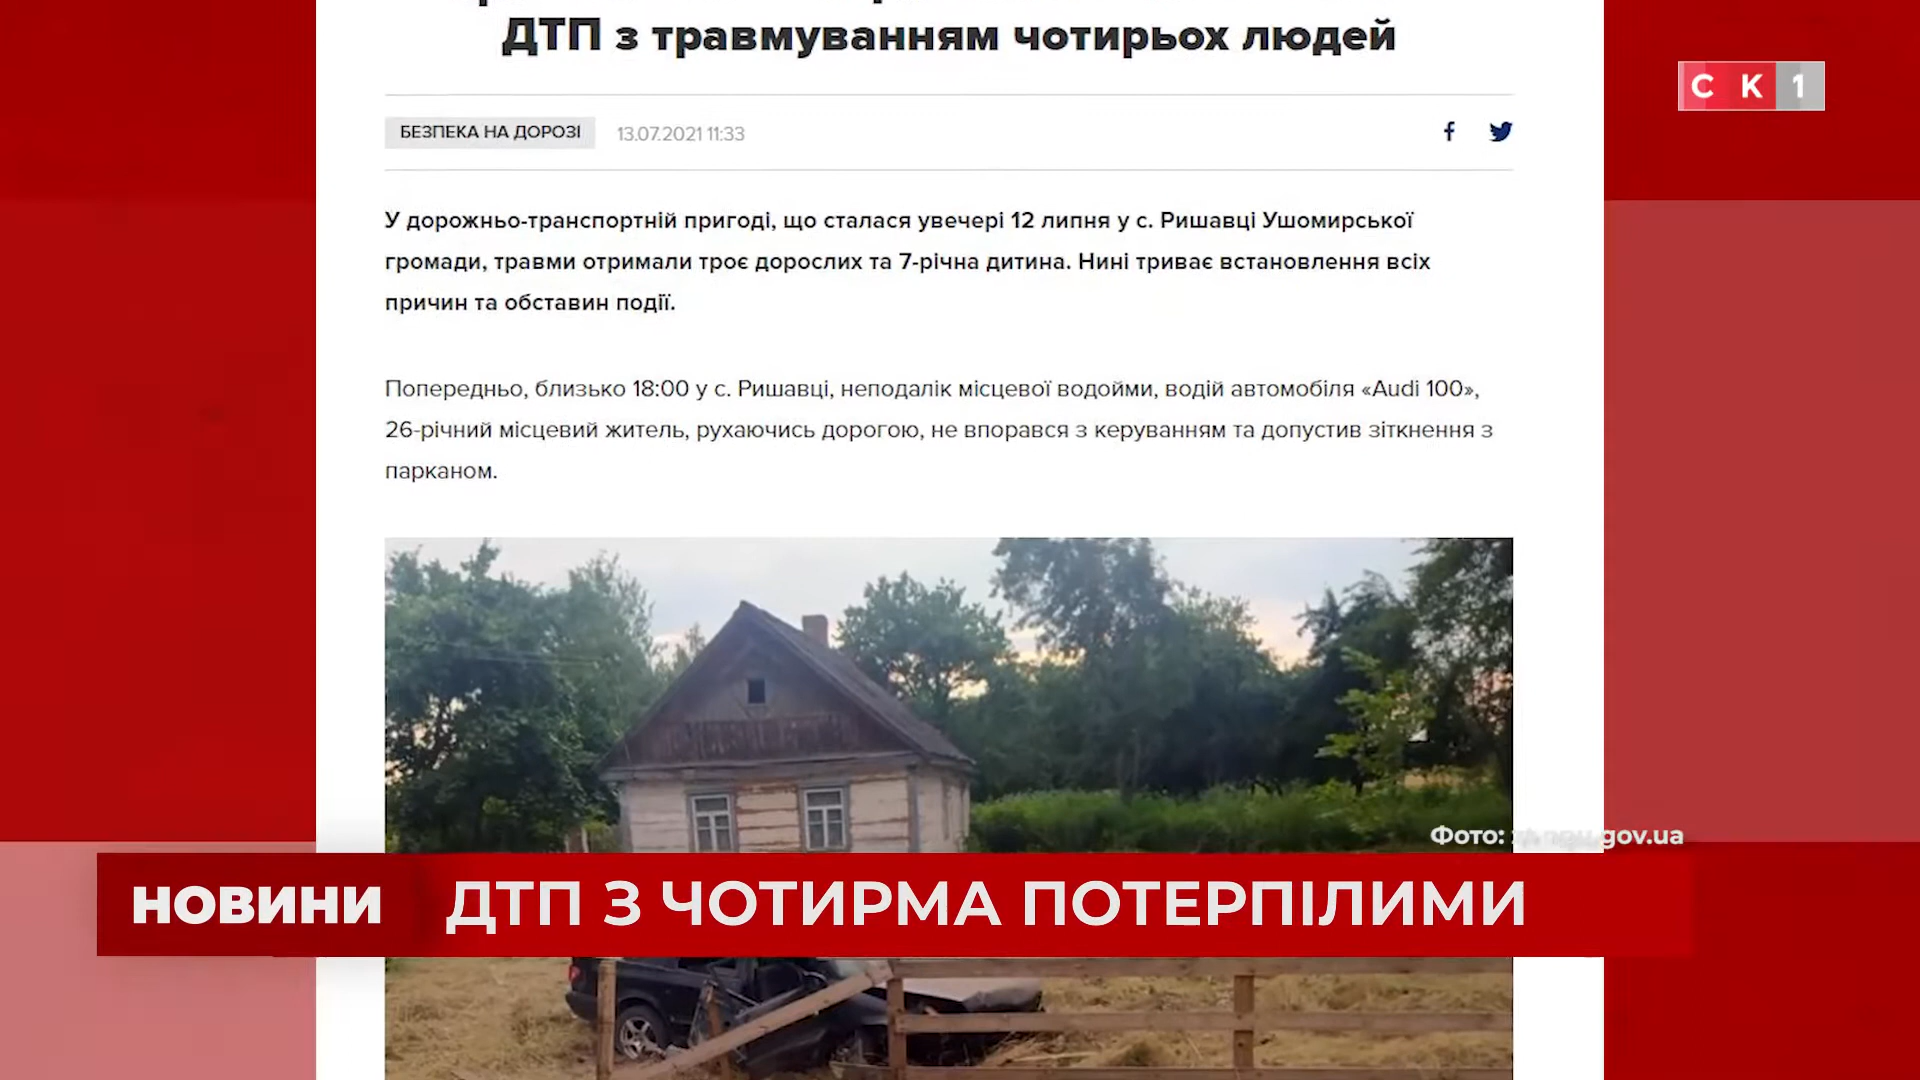 ДТП з травмуванням чотирьох людей
СК1
БЕЗПЕКА НА ДОРОЗІ 13.07.2021 11:33
У дорожньо-транспортній пригоді, що сталася увечері 12 липня у с. Ришавці Ушомирської
громади, травми отримали троє дорослих та 7-річна дитина. Нині триває встановлення всіх
причин та обставин події.
Попередньо, близько 18:00 у с. Ришавці, неподалік місцевої водойми, водій автомобіля «Audi 100»,
26-річний місцевий житель, рухаючись дорогою, не впорався з керуванням та допустив зіткнення з
парканом.
Фото: gov.ua
НОВИНИ ДТП З ЧОТИРМА ПОТЕРПІЛИМИ